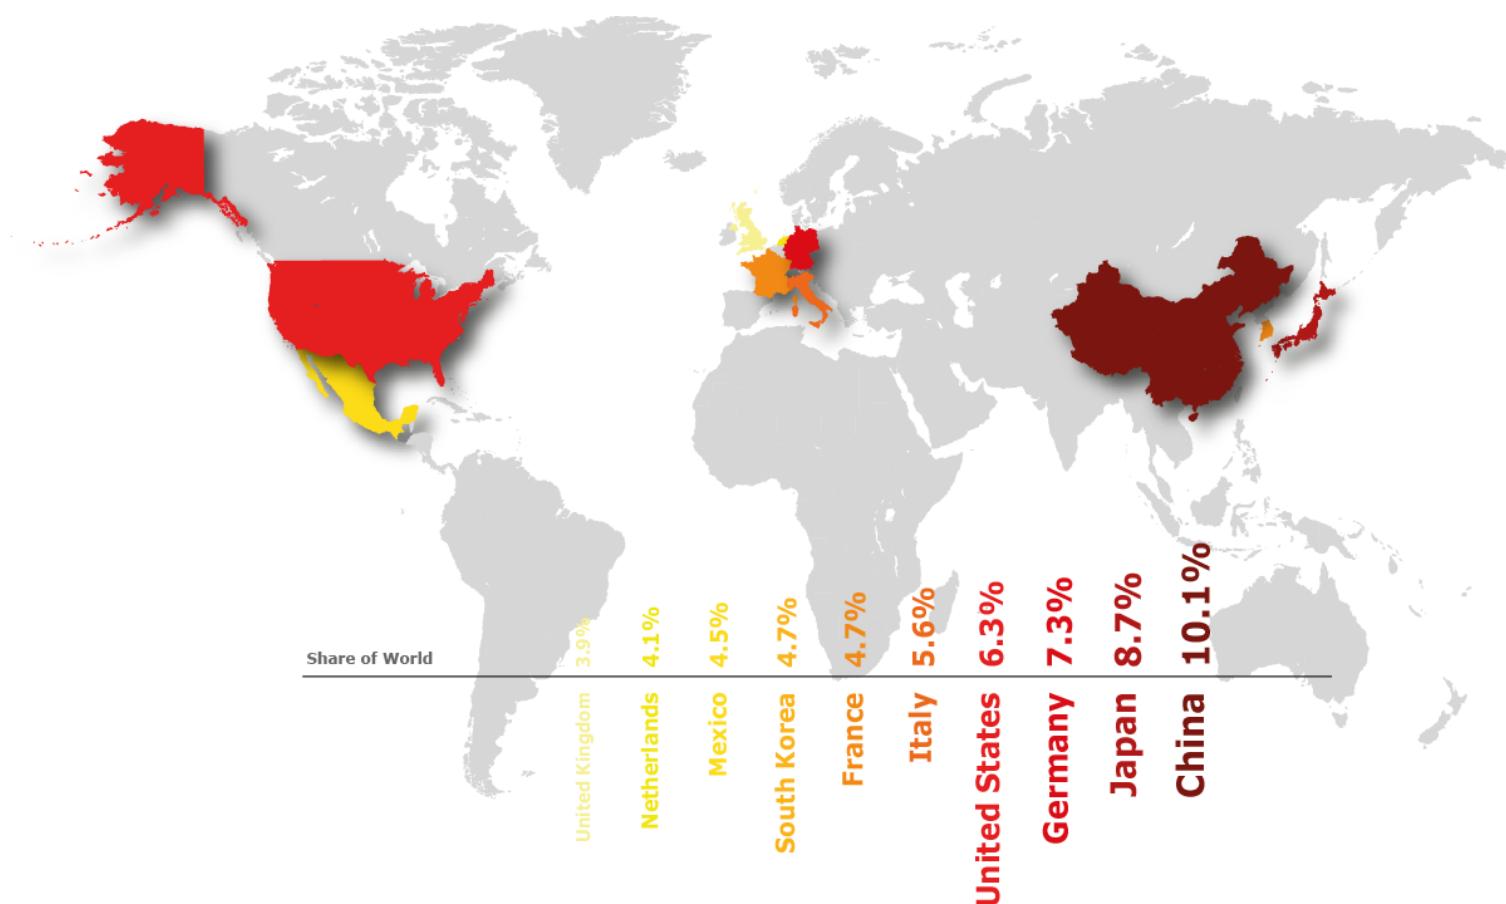 Share of World
3.9%
4.1%
4.5%
4.7%
4.7%
5.6%
6.3%
7.3%
8.7%
10.1%
United Kingdom
Netherlands
Mexico
South Korea
France
Italy
United States
Germany
Japan
China